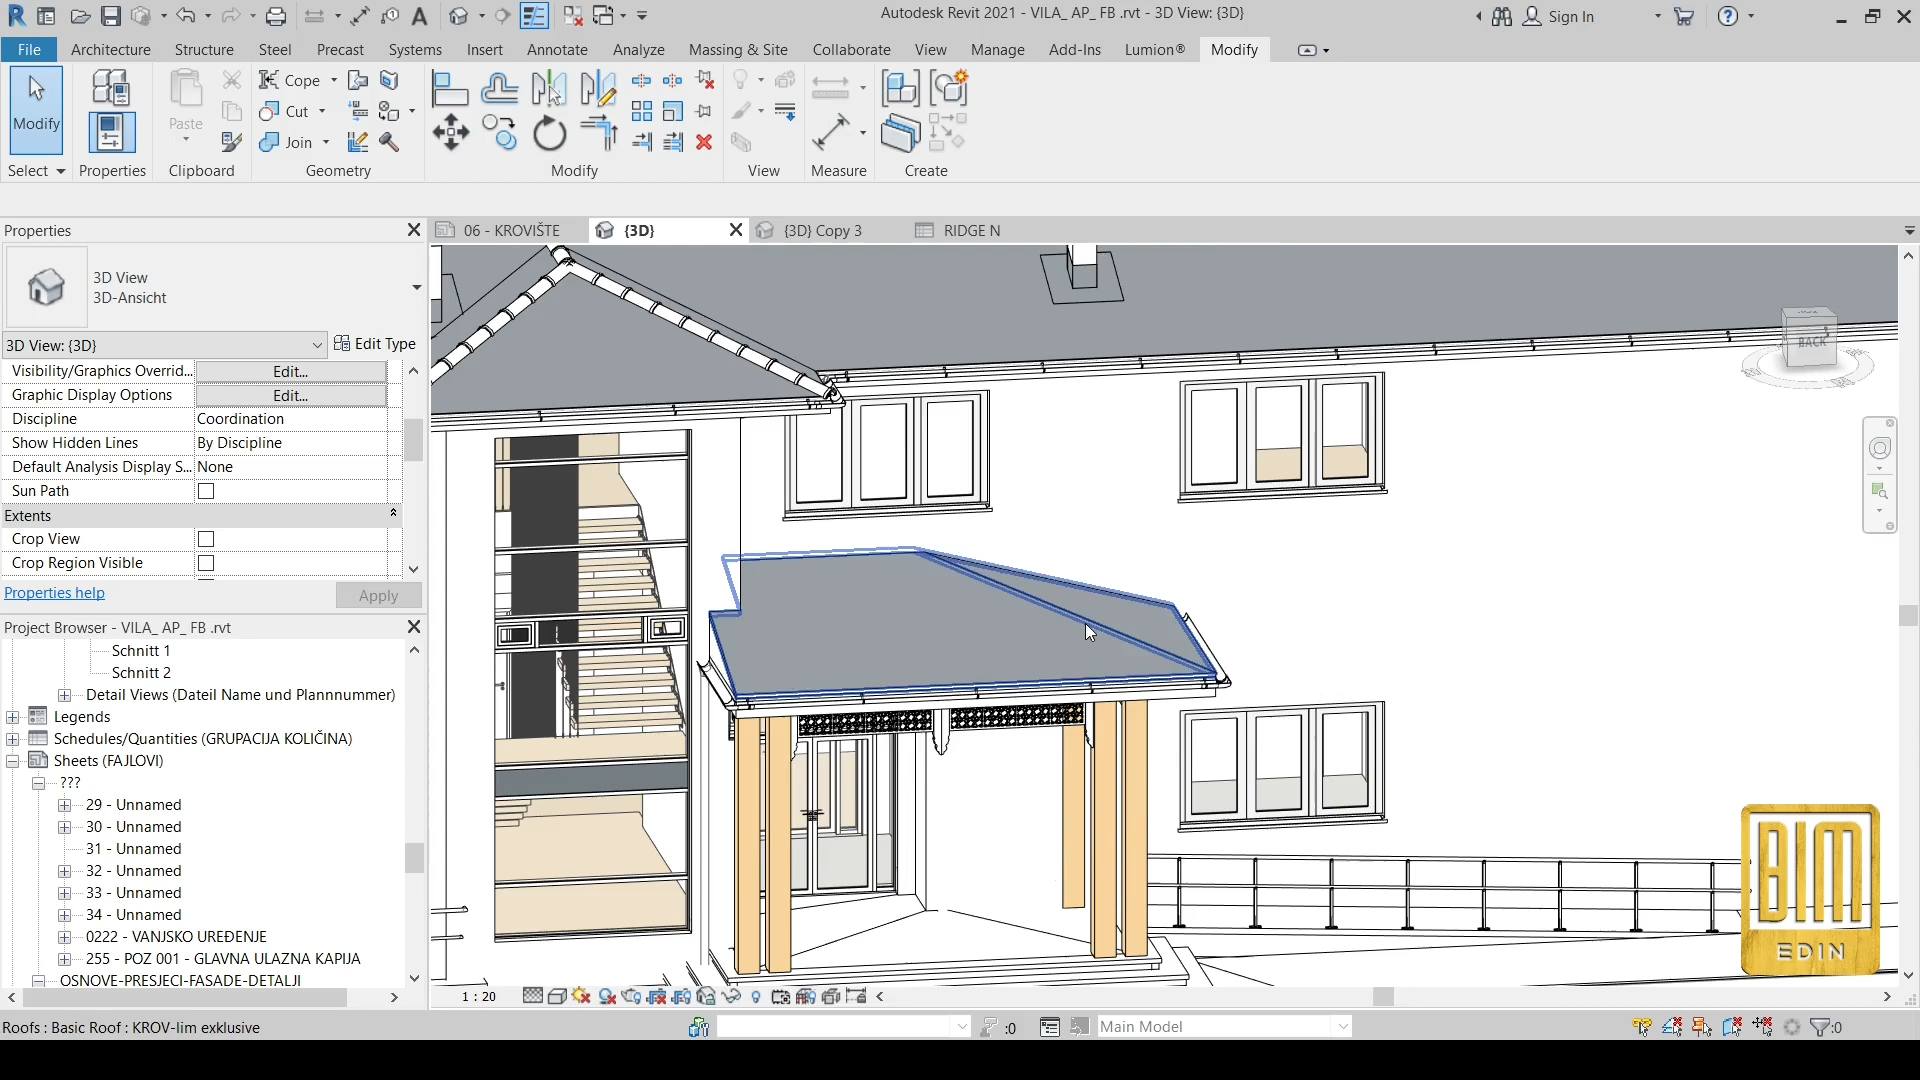 Autodesk Revit 2021 - VILA_ AP_ FB .rvt - 3D View: {3D}
Sign In
File Architecture Structure Steel Precast Systems Insert Annotate Analyze Massing & Site Collaborate View Manage Add-Ins Lumion® Modify
Modify
Paste
Cope
Cut
Join
Select Properties Clipboard Geometry Modify View Measure Create
Properties
06 - KROVIŠTE
{3D}
{3D} Copy 3
RIDGE N
3D View
3D-Ansicht
3D View: {3D}
Edit Type
Visibility/Graphics Overrid... Edit...
Graphic Display Options Edit...
Discipline Coordination
Show Hidden Lines By Discipline
Default Analysis Display S... None
Sun Path
Extents
Crop View
Crop Region Visible
Properties help
Apply
Project Browser - VILA_ AP_ FB .rvt
Schnitt 1
Schnitt 2
Detail Views (Dateil Name und Plannnummer)
Legends
Schedules/Quantities (GRUPACIJA KOLIČINA)
Sheets (FAJLOVI)
???
29 - Unnamed
30 - Unnamed
31 - Unnamed
32 - Unnamed
33 - Unnamed
34 - Unnamed
0222 - VANJSKO UREĐENJE
255 - POZ 001 - GLAVNA ULAZNA KAPIJA
OSNOVE-PRESJECI-FASADE-DETALJI
BACK
BIM
EDIN
1 : 20
Roofs : Basic Roof : KROV-lim exklusive
:0
Main Model
:0